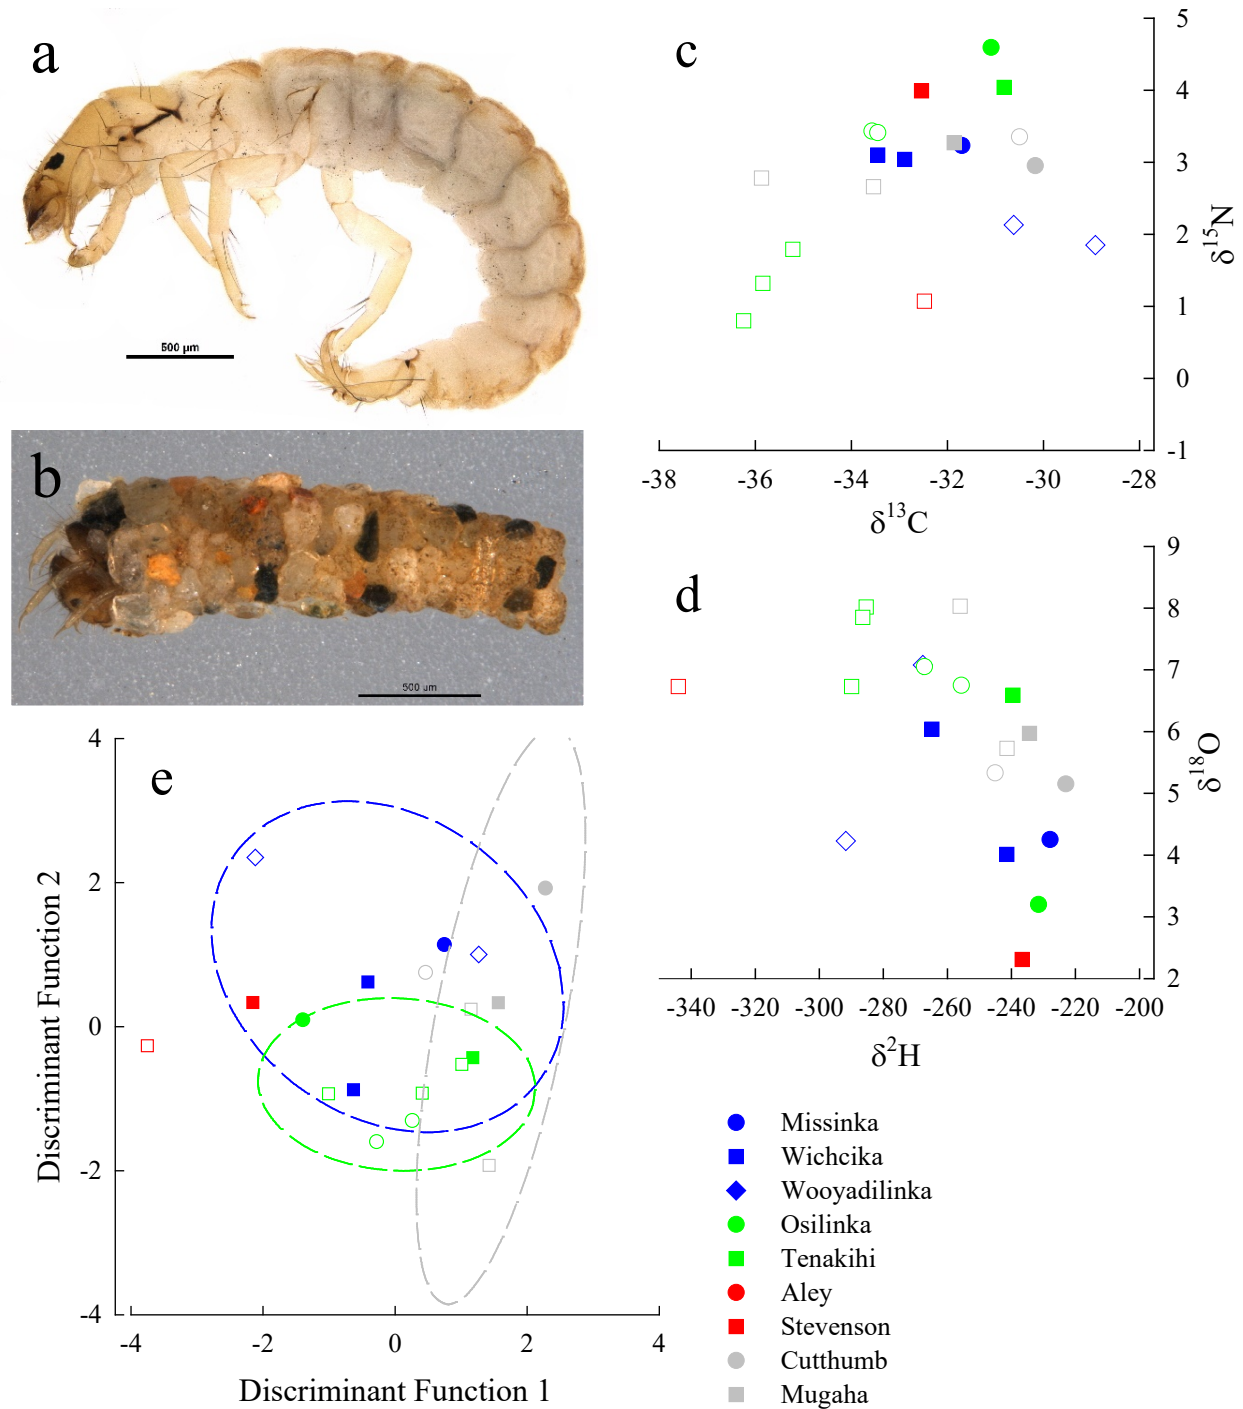 a
500 µm
b
500 µm
c
5
4
3
2
1
0
-1
δ15N
-38 -36 -34 -32 -30 -28
δ13C
d
9
8
7
6
5
4
3
2
δ18O
-340 -320 -300 -280 -260 -240 -220 -200
δ2H
e
4
2
0
-2
-4
Discriminant Function 2
-4 -2 0 2 4
Discriminant Function 1
Missinka
Wichcika
Wooyadilinka
Osilinka
Tenakihi
Aley
Stevenson
Cutthumb
Mugaha